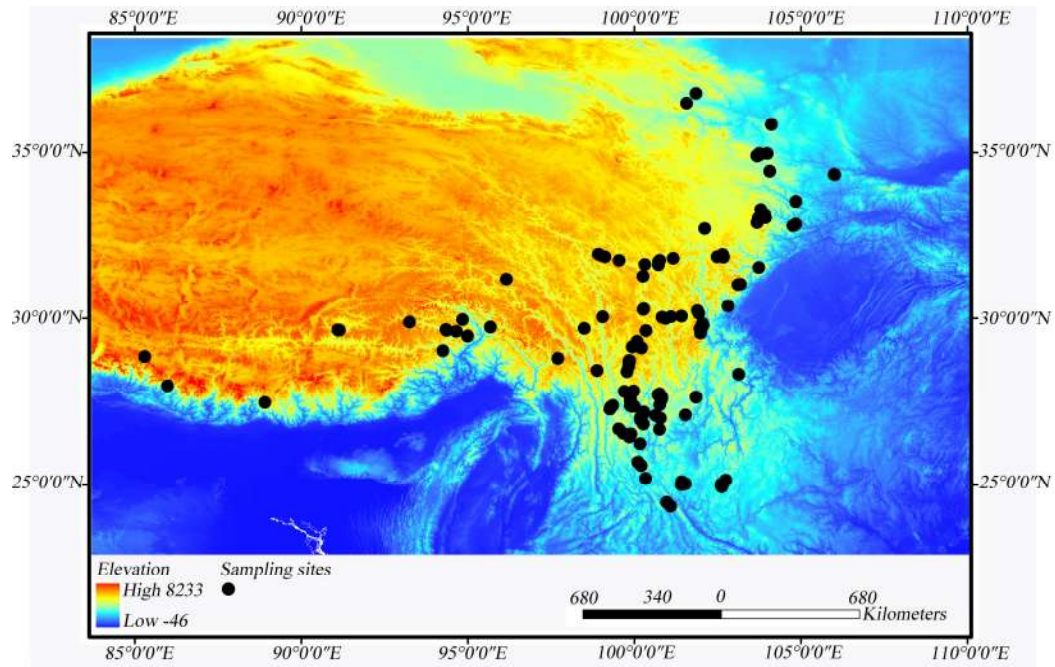 85°0'0"E 90°0'0"E 95°0'0"E 100°0'0"E 105°0'0"E 110°0'0"E
35°0'0"N 35°0'0"N
30°0'0"N 30°0'0"N
25°0'0"N 25°0'0"N
Elevation Sampling sites
High 8233
Low -46
680 340 0 680
Kilometers
85°0'0"E 90°0'0"E 95°0'0"E 100°0'0"E 105°0'0"E 110°0'0"E